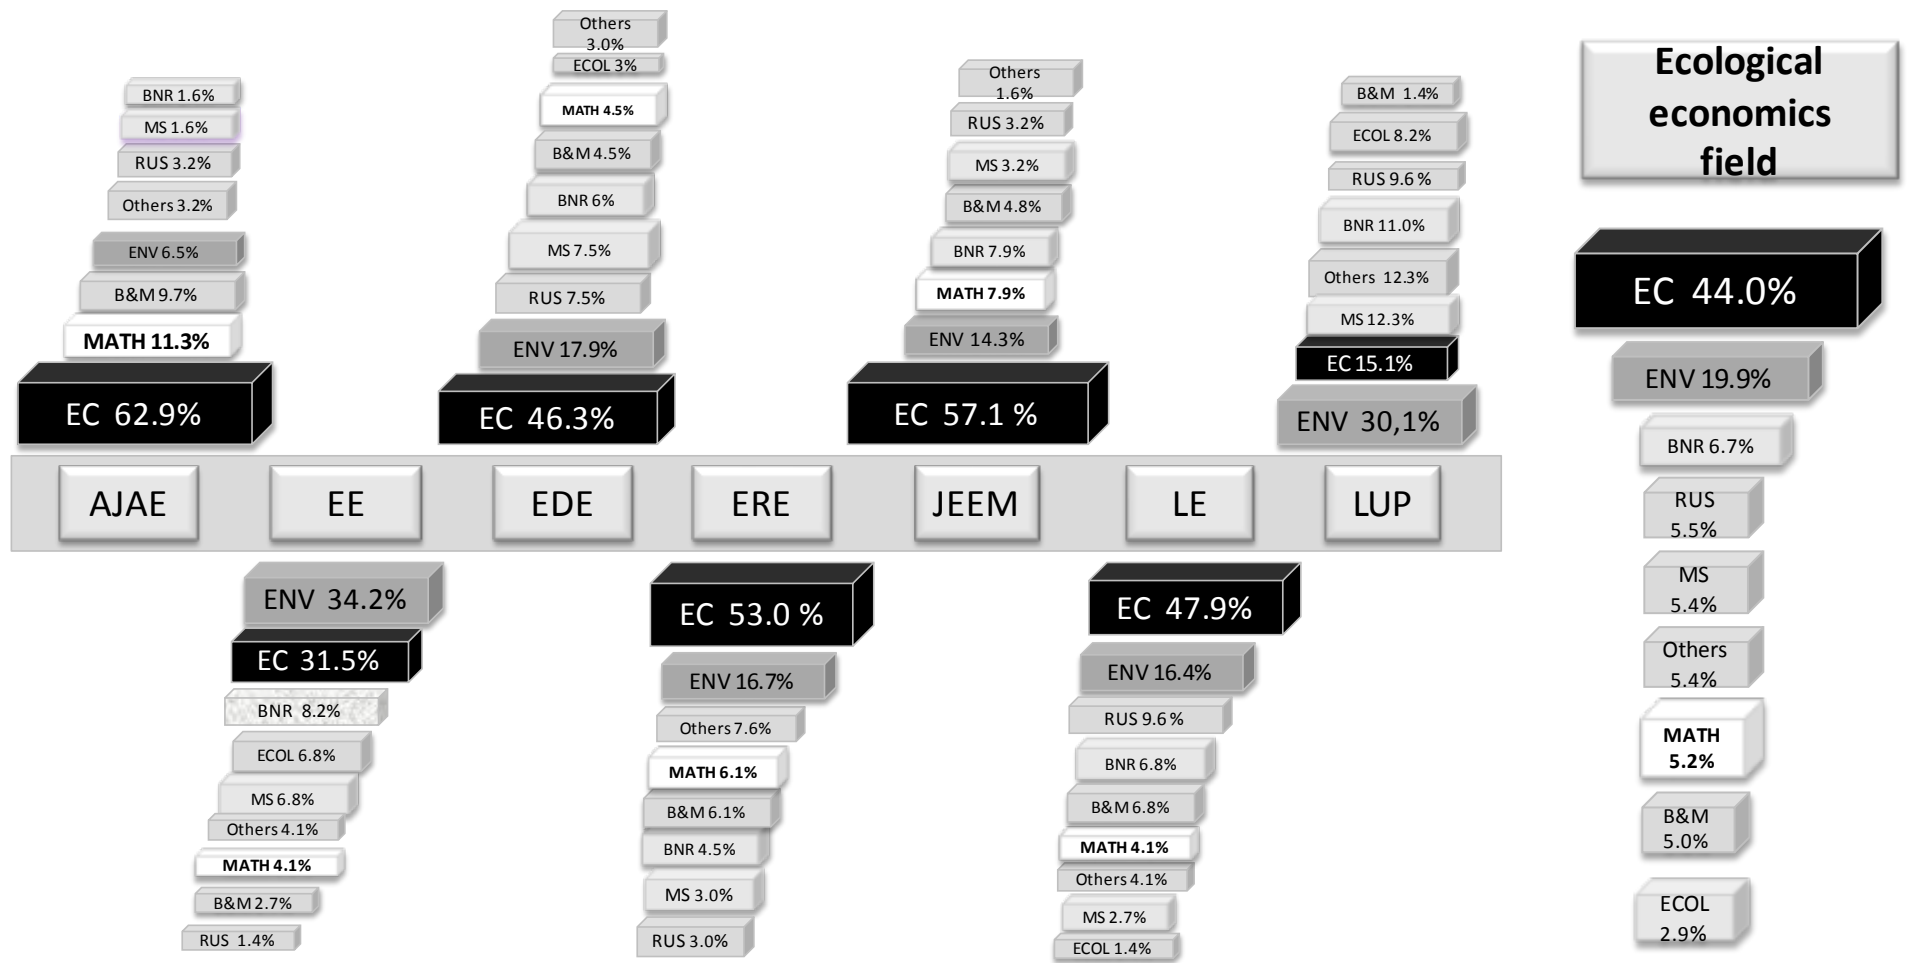 BNR 1.6%
MS 1.6%
RUS 3.2%
Others 3.2%
ENV 6.5%
B&M 9.7%
MATH 11.3%
EC 62.9%
Others
3.0%
ECOL 3%
MATH 4.5%
B&M 4.5%
BNR 6%
MS 7.5%
RUS 7.5%
ENV 17.9%
EC 46.3%
Others
1.6%
RUS 3.2%
MS 3.2%
B&M 4.8%
BNR 7.9%
MATH 7.9%
ENV 14.3%
EC 57.1 %
B&M 1.4%
ECOL 8.2%
RUS 9.6 %
BNR 11.0%
Others 12.3%
MS 12.3%
EC 15.1%
ENV 30,1%
AJAE
EE
EDE
ERE
JEEM
LE
LUP
ENV 34.2%
EC 31.5%
BNR 8.2%
ECOL 6.8%
MS 6.8%
Others 4.1%
MATH 4.1%
B&M 2.7%
RUS 1.4%
EC 53.0 %
ENV 16.7%
Others 7.6%
MATH 6.1%
B&M 6.1%
BNR 4.5%
MS 3.0%
RUS 3.0%
EC 47.9%
ENV 16.4%
RUS 9.6 %
BNR 6.8%
B&M 6.8%
MATH 4.1%
Others 4.1%
MS 2.7%
ECOL 1.4%
Ecological
economics
field
EC 44.0%
ENV 19.9%
BNR 6.7%
RUS
5.5%
MS
5.4%
Others
5.4%
MATH
5.2%
B&M
5.0%
ECOL
2.9%